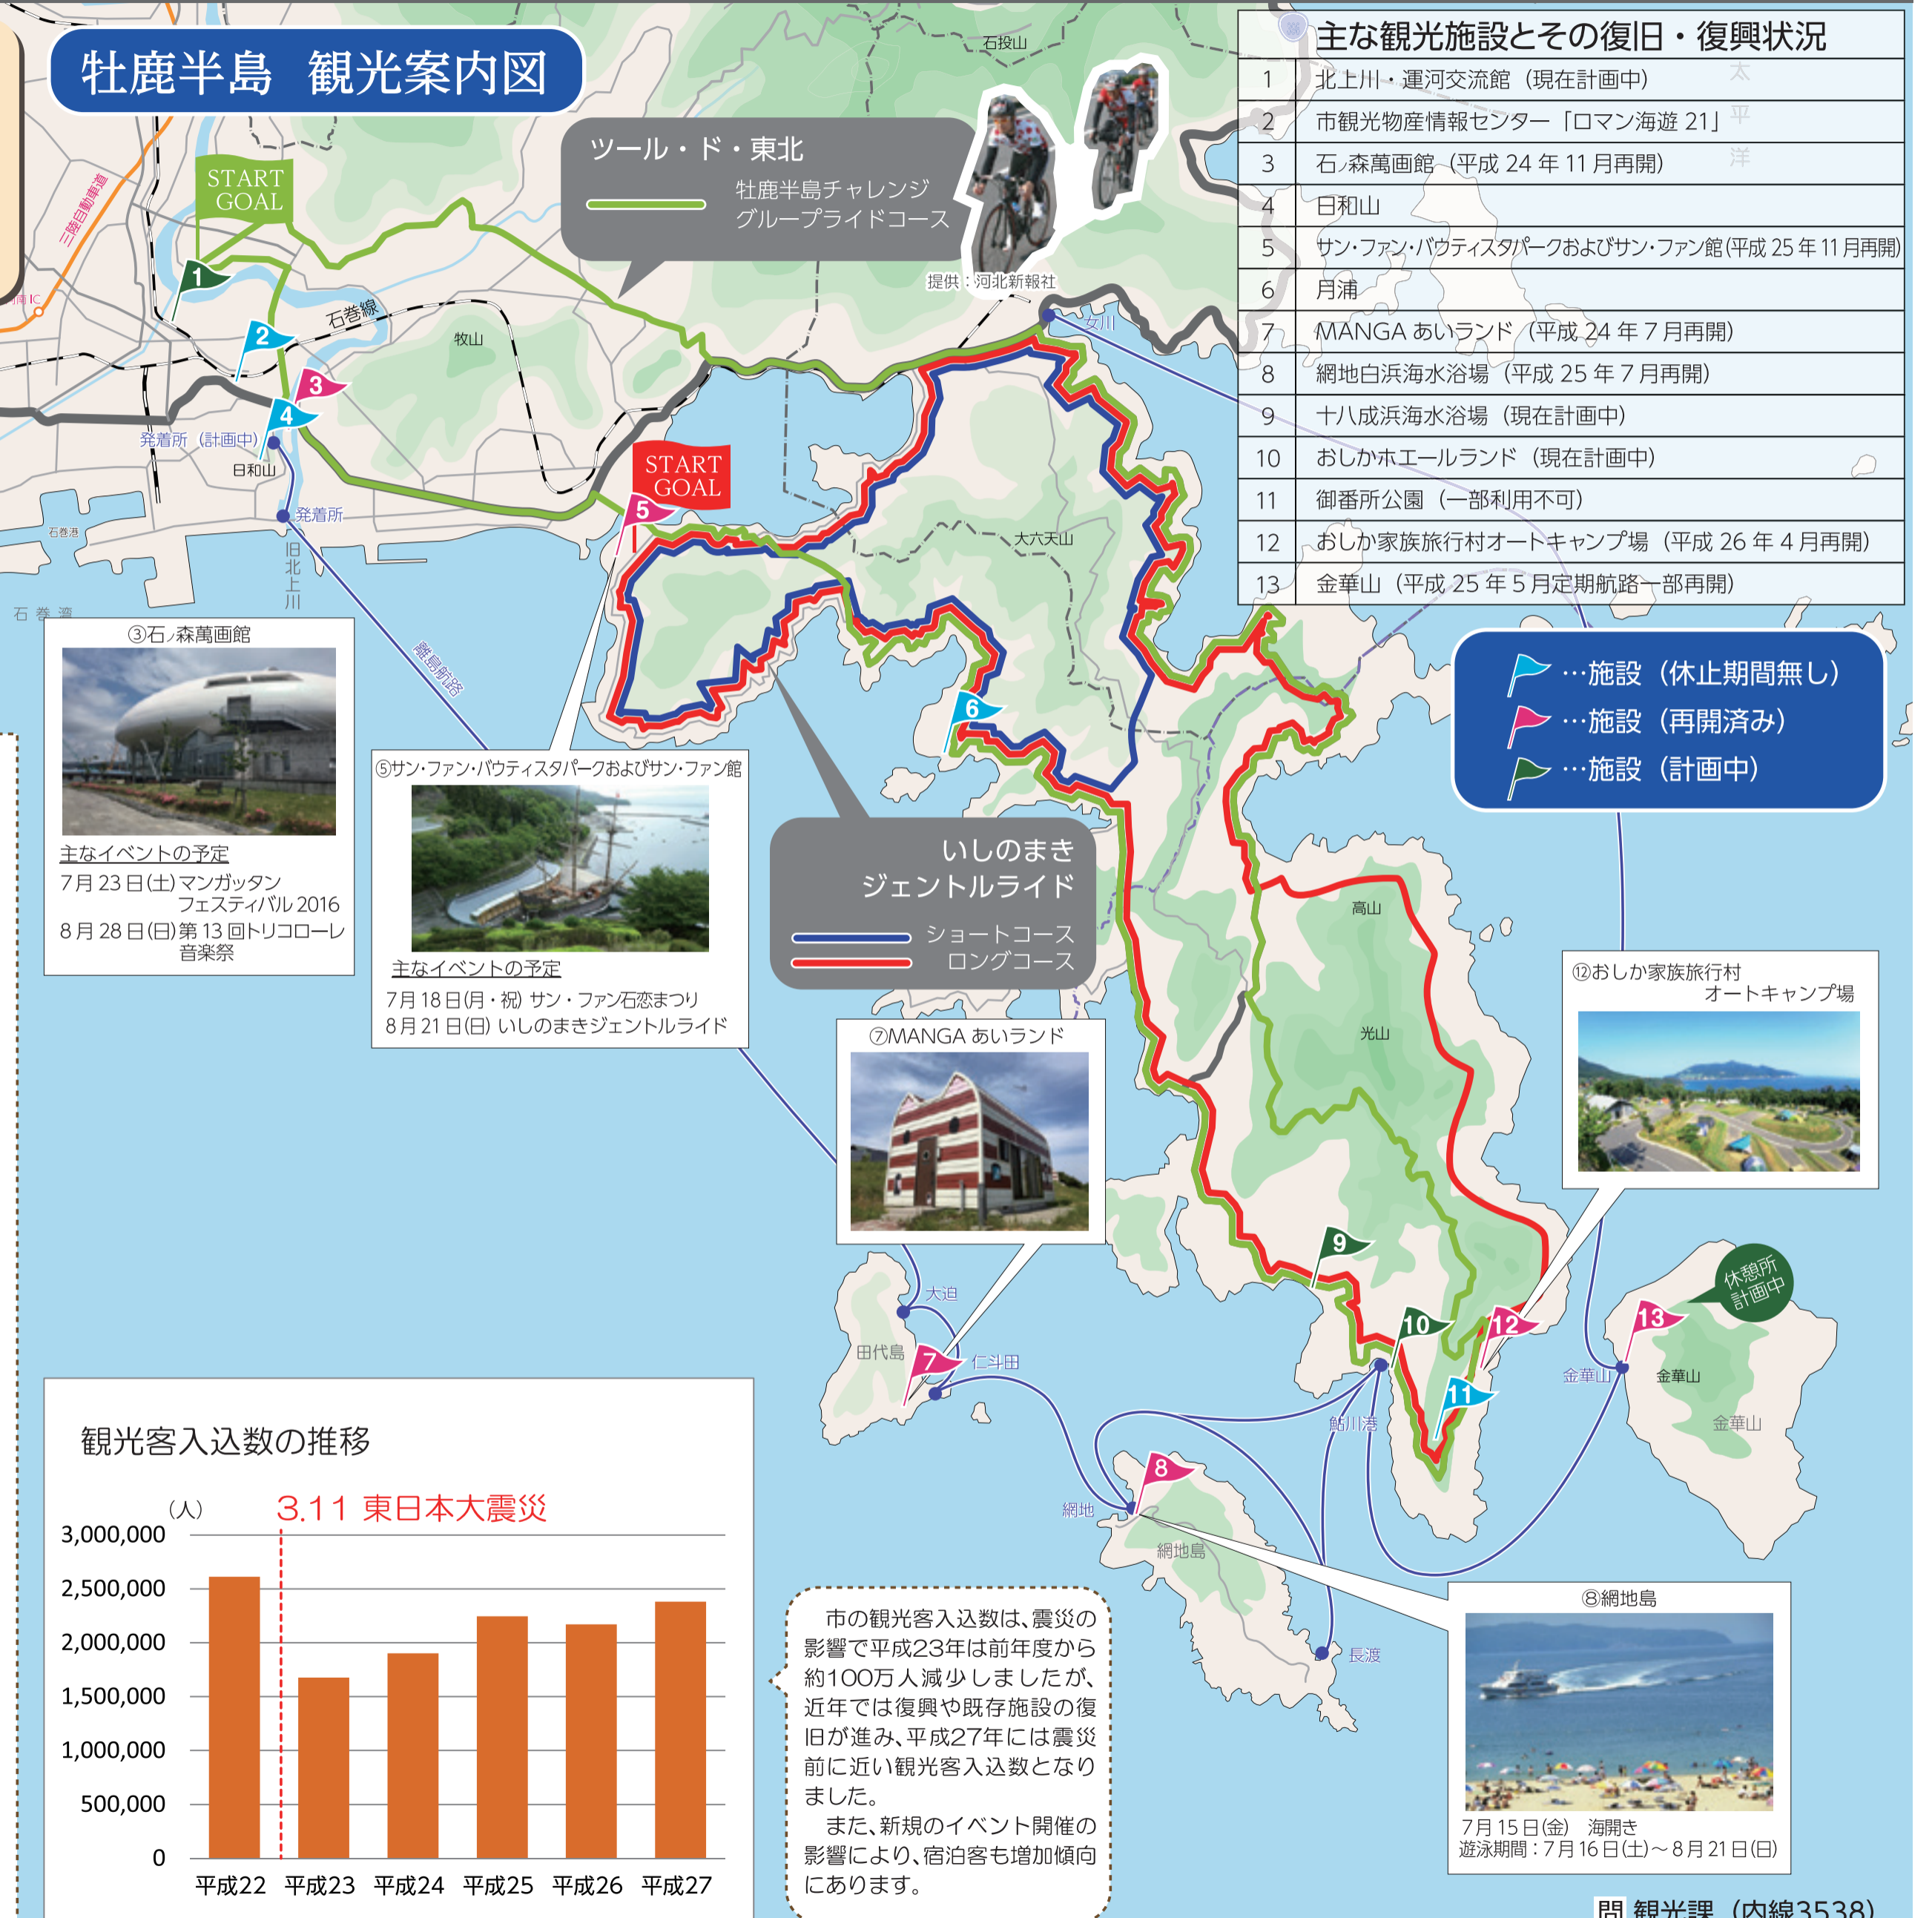 牡鹿半島 観光案内図
主な観光施設とその復旧・復興状況
1 北上川・運河交流館（現在計画中）
2 市観光物産情報センター「ロマン海遊 21」
3 石ノ森萬画館（平成 24 年 11 月再開）
4 日和山
5 サン・ファン・バウティスタパークおよびサン・ファン館（平成 25 年 11 月再開）
6 月浦
7 MANGA あいランド（平成 24 年 7 月再開）
8 網地白浜海水浴場（平成 25 年 7 月再開）
9 十八成浜海水浴場（現在計画中）
10 おしかホエールランド（現在計画中）
11 御番所公園（一部利用不可）
12 おしか家族旅行村オートキャンプ場（平成 26 年 4 月再開）
13 金華山（平成 25 年 5 月定期航路一部再開）
太
平
洋
…施設（休止期間無し）
…施設（再開済み）
…施設（計画中）
ツール・ド・東北
牡鹿半島チャレンジ
グループライドコース
提供：河北新報社
石投山
START
GOAL
三陸自動車道
南 IC
1
2
石巻線
牧山
3
4
発着所（計画中）
日和山
発着所
石巻港
旧北上川
石巻湾
離島航路
女川
START
GOAL
5
大六天山
6
③石ノ森萬画館
主なイベントの予定
7 月 23 日（土）マンガッタン
フェスティバル 2016
8 月 28 日（日）第 13 回トリコローレ
音楽祭
⑤サン・ファン・バウティスタパークおよびサン・ファン館
主なイベントの予定
7月 18 日（月・祝）サン・ファン石恋まつり
8 月 21 日（日）いしのまきジェントルライド
いしのまき
ジェントルライド
ショートコース
ロングコース
高山
光山
⑦MANGA あいランド
⑫おしか家族旅行村
オートキャンプ場
9
10
11
12
13
休憩所
計画中
金華山
金華山
金華山
鮎川港
大迫
田代島
7
仁斗田
8
網地
網地島
長渡
⑧網地島
7月 15 日（金） 海開き
遊泳期間：7 月 16 日（土）～ 8 月 21 日（日）
観光客入込数の推移
（人）
3.11 東日本大震災
3,000,000
2,500,000
2,000,000
1,500,000
1,000,000
500,000
0
平成22 平成23 平成24 平成25 平成26 平成27
市の観光客入込数は、震災の
影響で平成23年は前年度から
約100万人減少しましたが、
近年では復興や既存施設の復
旧が進み、平成27年には震災
前に近い観光客入込数となり
ました。
また、新規のイベント開催の
影響により、宿泊客も増加傾向
にあります。
問 観光課（内線3538）